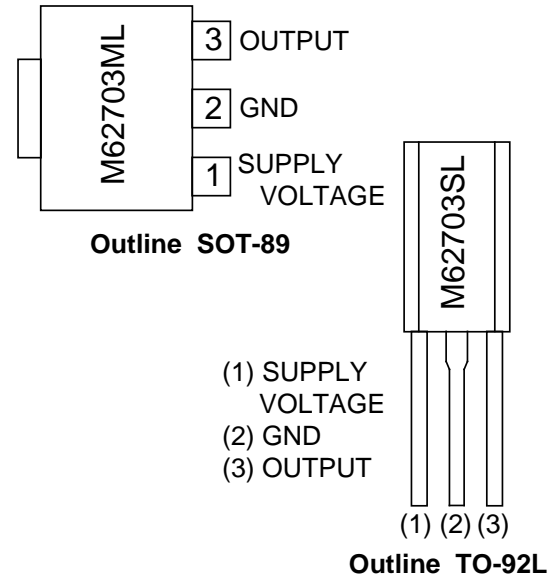 M62703ML
3 OUTPUT
2 GND
1 SUPPLY
VOLTAGE
Outline SOT-89
M62703SL
(1) SUPPLY
VOLTAGE
(2) GND
(3) OUTPUT
(1) (2) (3)
Outline TO-92L